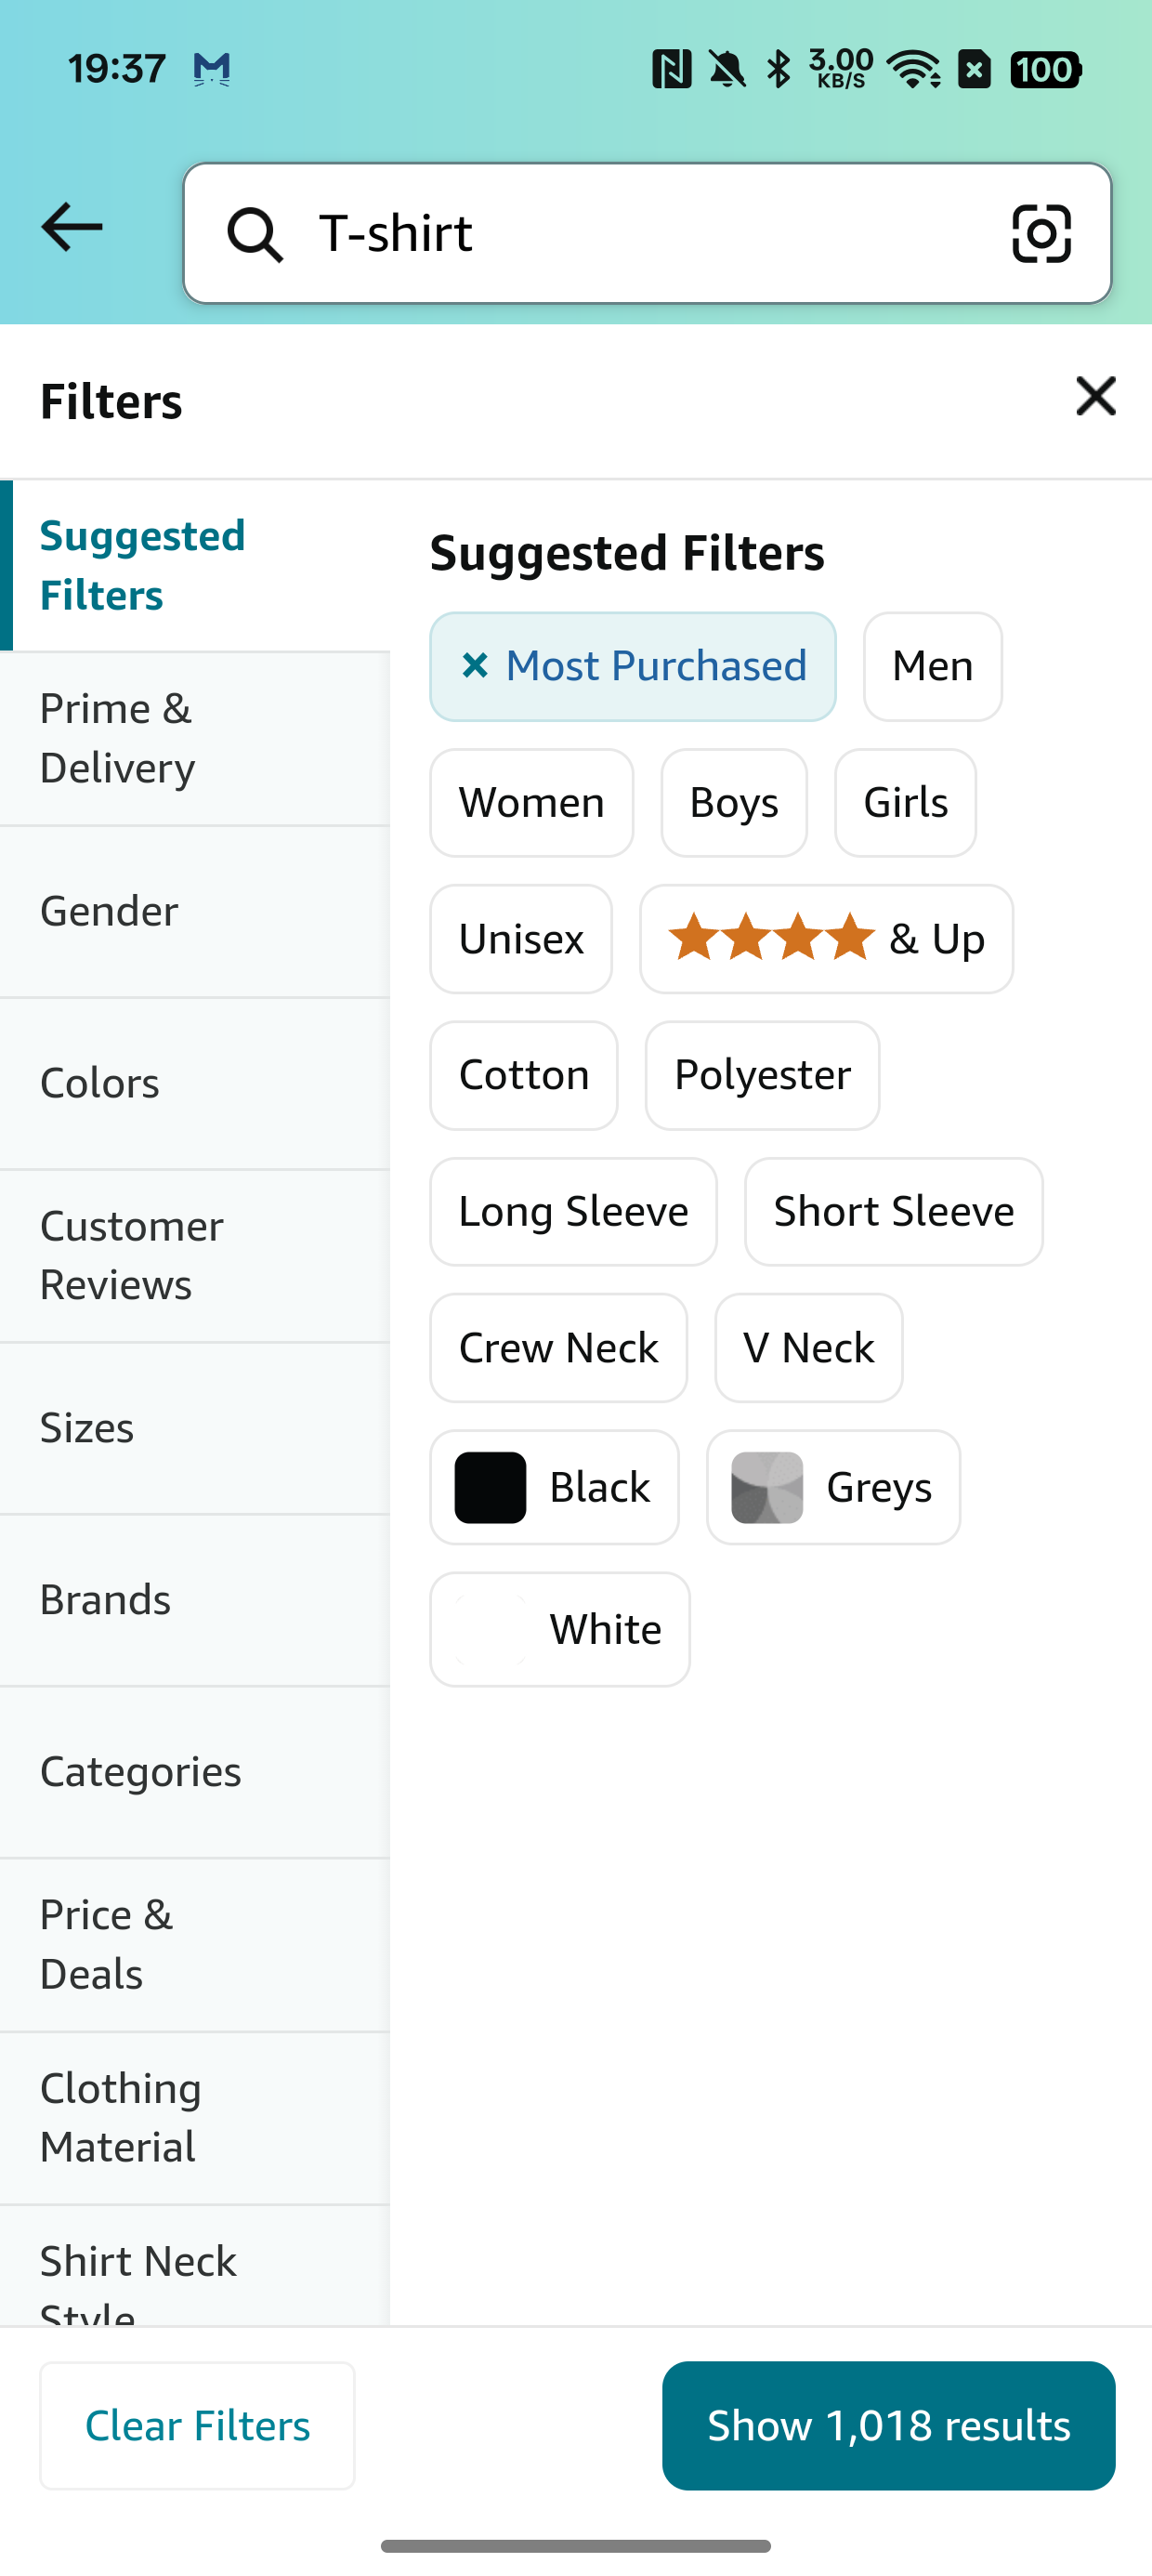 19:37
3.00
KB/S
100
T-shirt
Filters
Suggested
Filters
Prime &
Delivery
Gender
Colors
Customer
Reviews
Sizes
Brands
Categories
Price &
Deals
Clothing
Material
Shirt Neck
Style
Suggested Filters
× Most Purchased
Men
Women
Boys
Girls
Unisex
& Up
Cotton
Polyester
Long Sleeve
Short Sleeve
Crew Neck
V Neck
Black
Greys
White
Clear Filters
Show 1,018 results